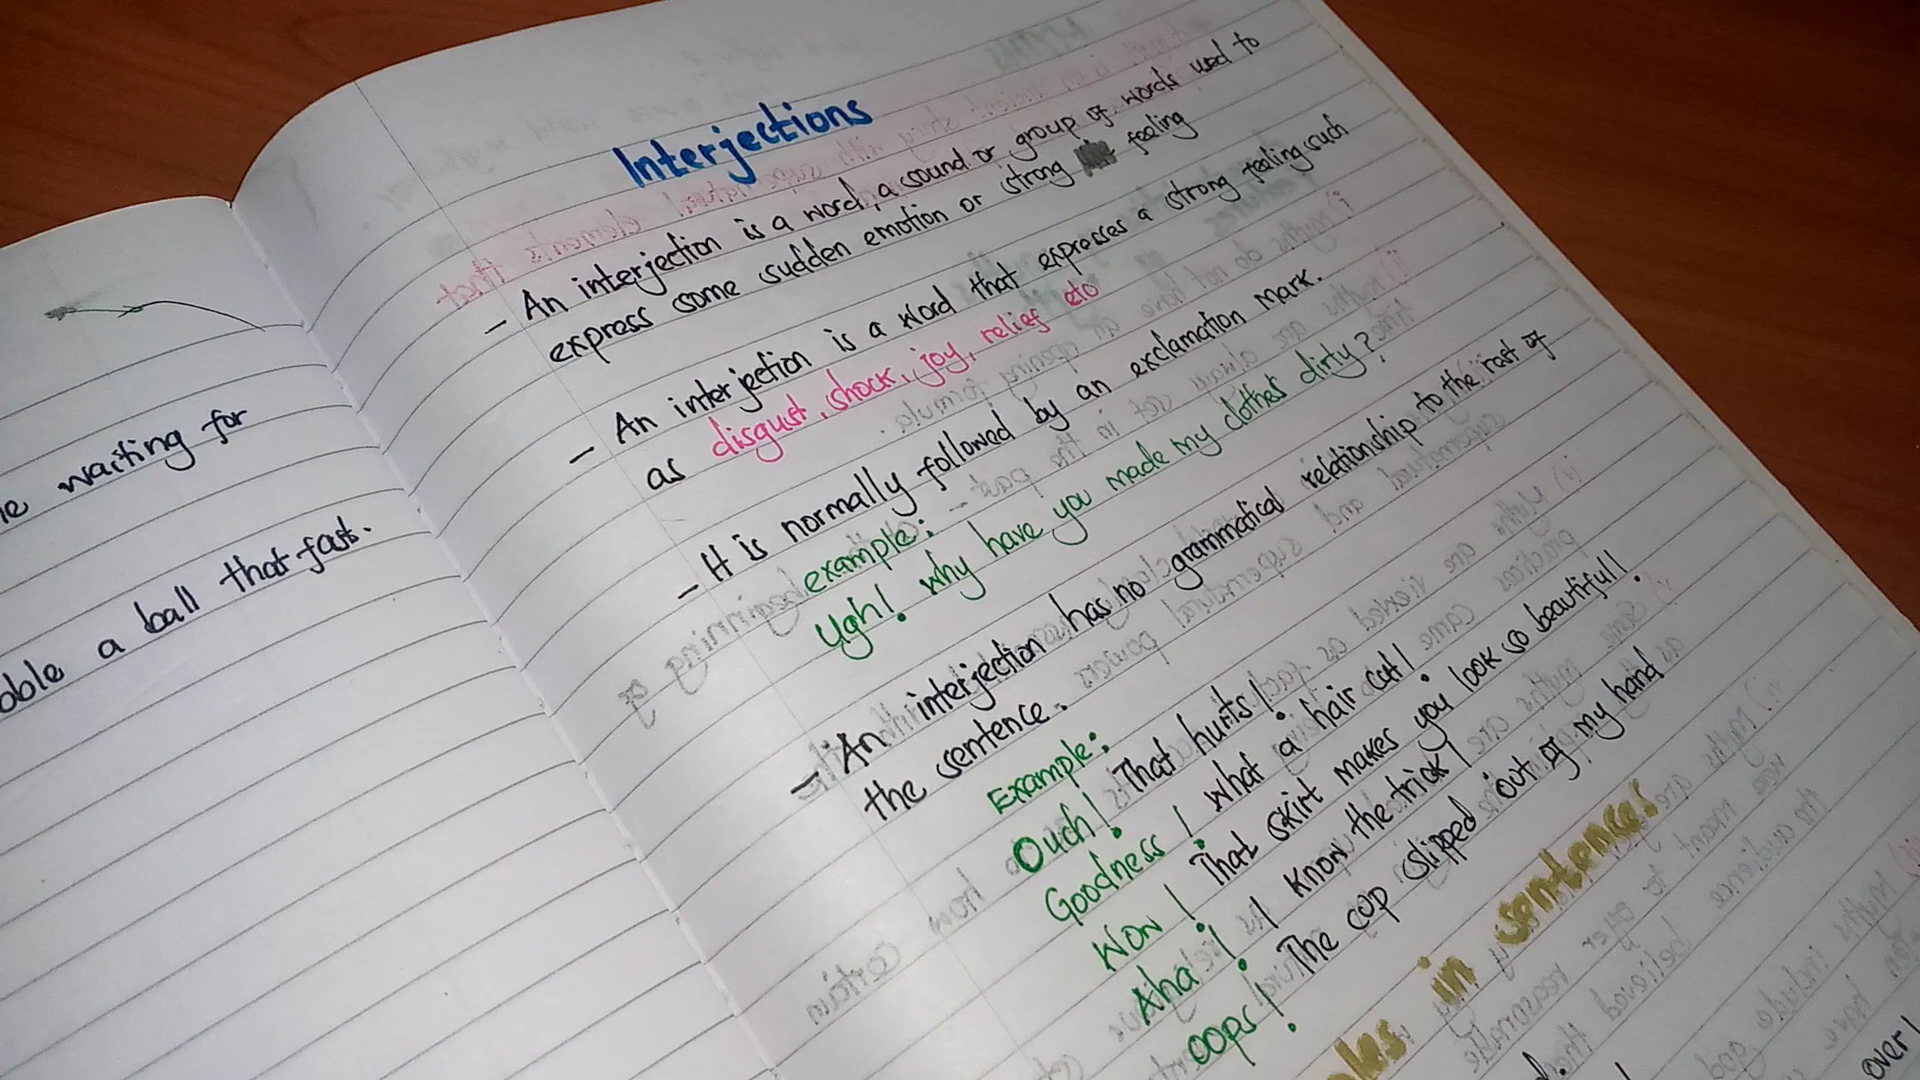 waiting for
a ball that fast.
Interjections
- An interjection is a word, a sound or group of words used to
express some sudden emotion or strong feeling
- An interjection is a word that expresses a strong feeling such
as disgust, shock, joy, relief etc
- It is normally followed by an exclamation mark.
example:
Ugh! why have you made my clothes dirty?
- An interjection has no grammatical relationship to the rest of
the sentence.
Example:
Ouch! That hurts!
Goodness! what a hair cut!
Wow! That skirt makes you look so beautiful!
Aha! I know the trick!
oops! The cop slipped out of my hand
in sentences
over!